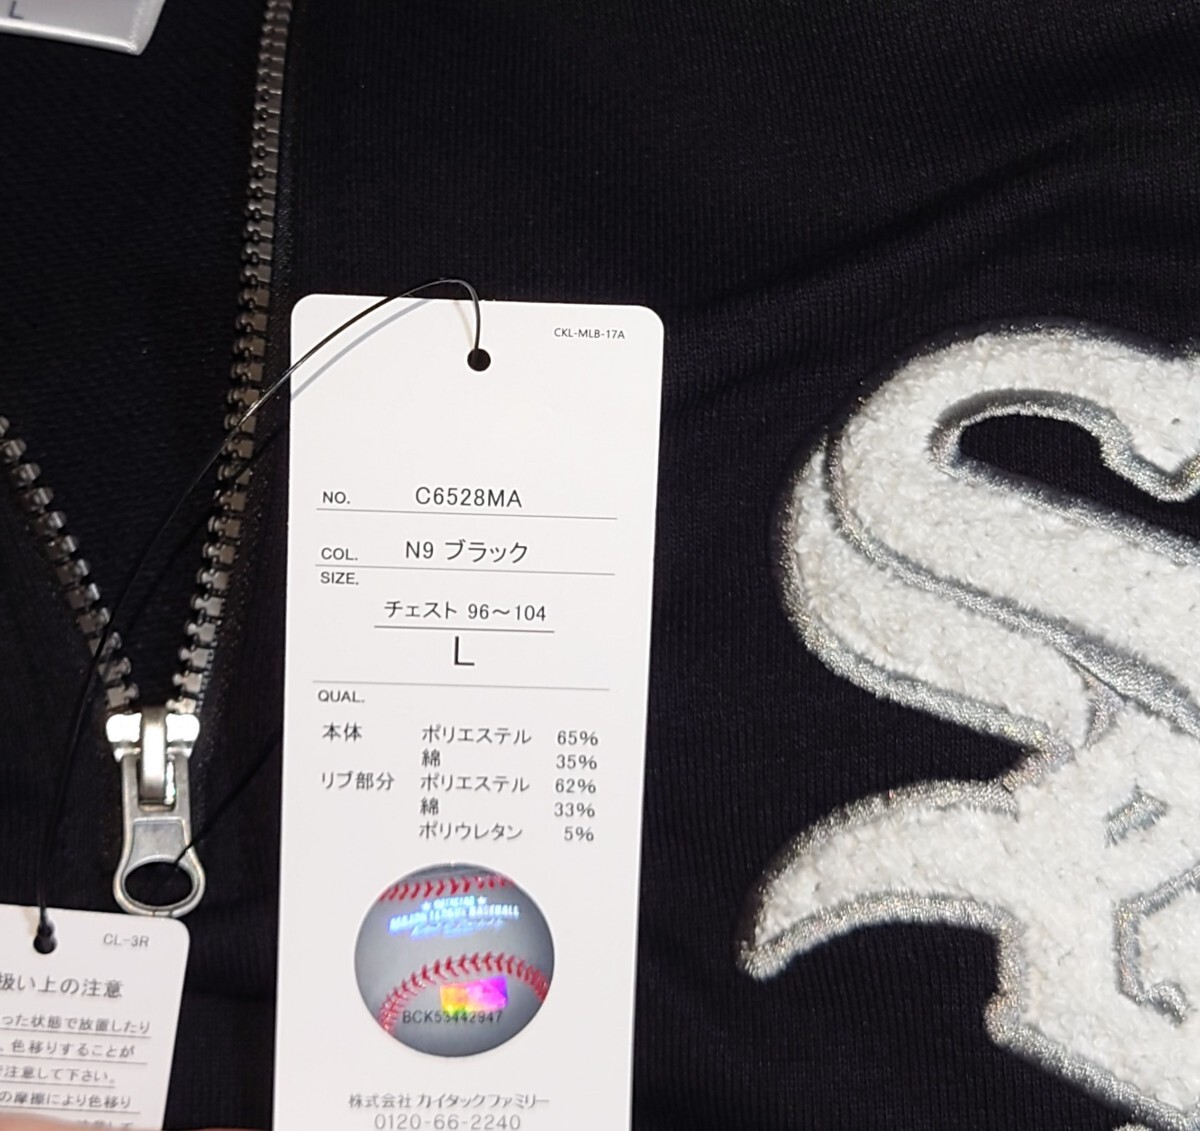 L
CKL-MLB-17A
NO. C6528MA
COL. N9 ブラック
SIZE.
チェスト 96〜104
L
QUAL.
本体 ポリエステル 65%
綿 35%
リブ部分 ポリエステル 62%
綿 33%
ポリウレタン 5%
MAJOR LEAGUE BASEBALL
BCK53442947
株式会社 カイタックファミリー
0120-66-2240
CL-3R
扱い上の注意
った状態で放置したり
、色移りすることが
注意して下さい。
の摩擦により色移り
Sox